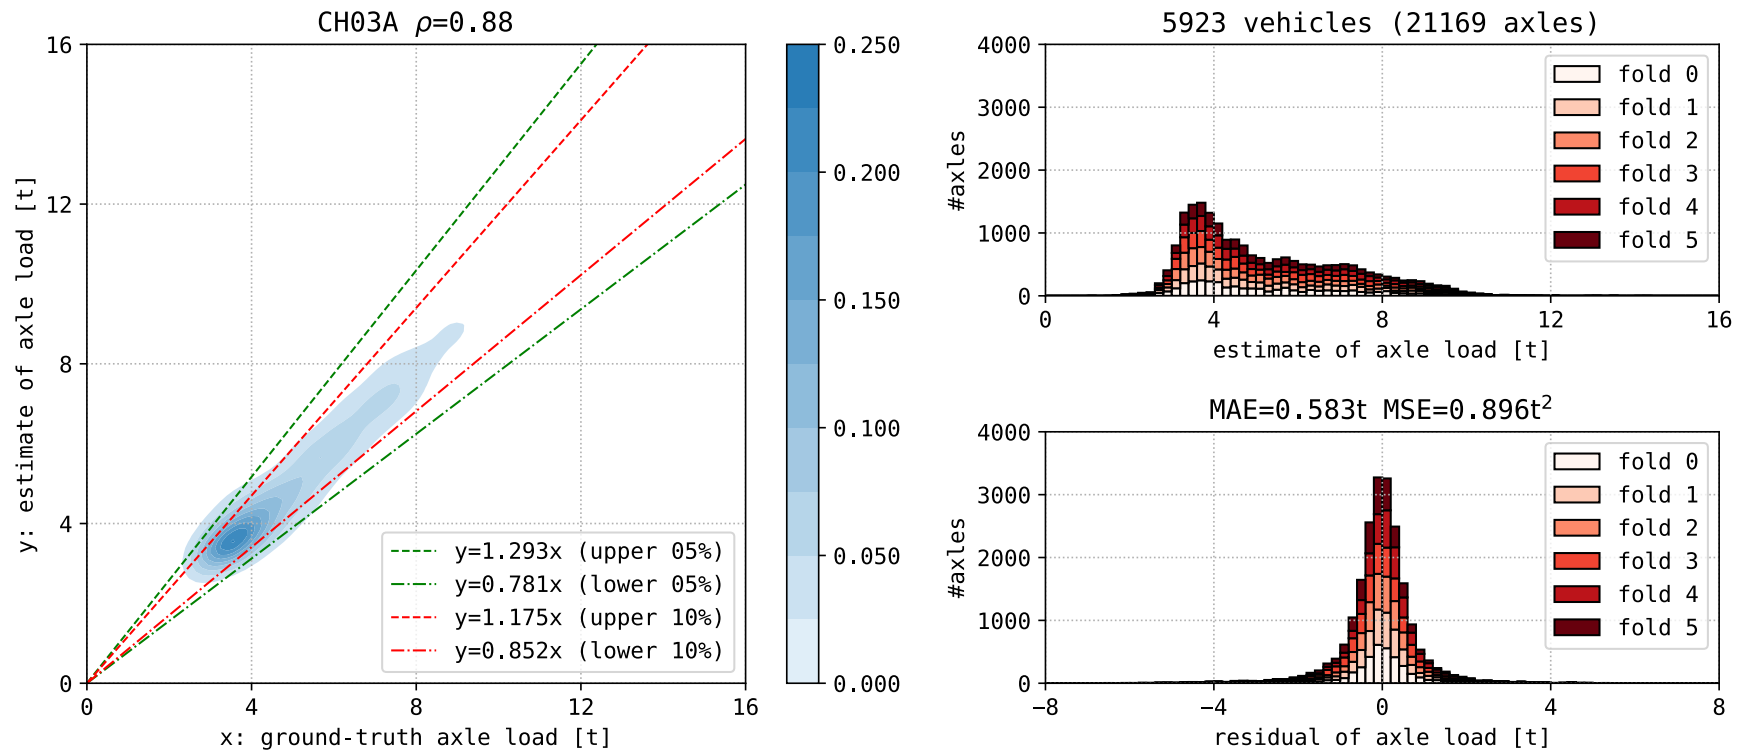 CH03A ρ=0.88
16
12
8
4
0
0
4
8
12
16
y: estimate of axle load [t]
x: ground-truth axle load [t]
y=1.293x (upper 05%)
y=0.781x (lower 05%)
y=1.175x (upper 10%)
y=0.852x (lower 10%)
0.250
0.200
0.150
0.100
0.050
0.000
5923 vehicles (21169 axles)
4000
3000
2000
1000
0
#axles
0
4
8
12
16
estimate of axle load [t]
fold 0
fold 1
fold 2
fold 3
fold 4
fold 5
MAE=0.583t MSE=0.896t²
4000
3000
2000
1000
0
#axles
−8
−4
0
4
8
residual of axle load [t]
fold 0
fold 1
fold 2
fold 3
fold 4
fold 5